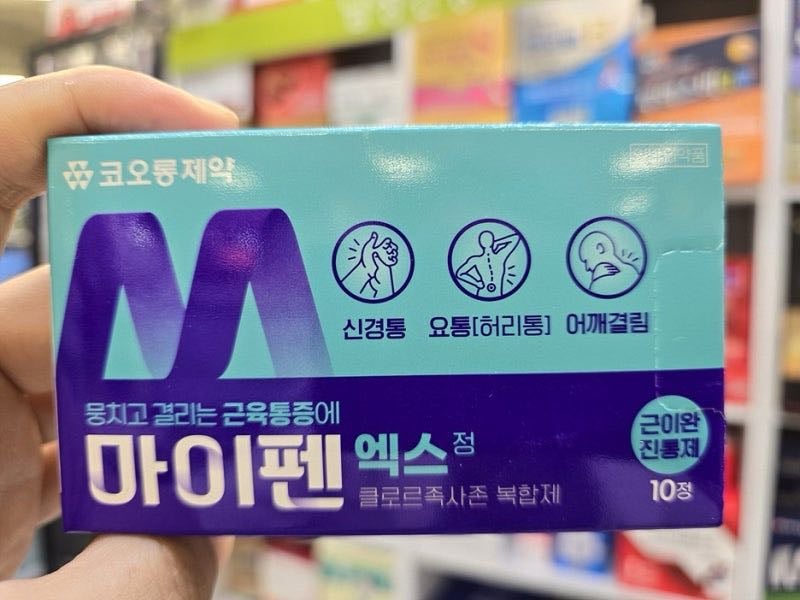 코오롱제약
일반의약품
신경통 요통[허리통] 어깨결림
뭉치고 결리는 근육통증에
마이펜 엑스 정
클로르족사존 복합제
근이완
진통제
10정